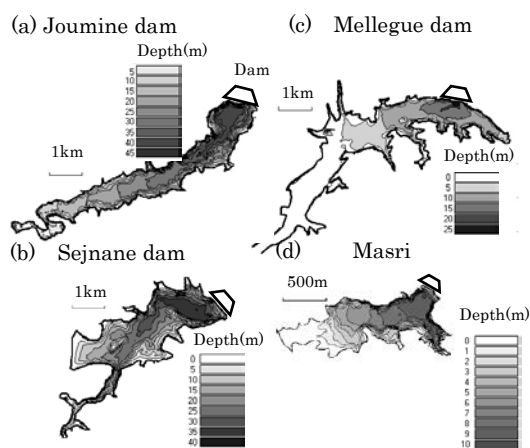 (a) Joumine dam
Depth(m)
5
10
15
20
25
30
35
40
45
Dam
1km
(c) Mellegue dam
1km
Depth(m)
0
5
10
15
20
25
(b) Sejnane dam
1km
Depth(m)
0
5
10
15
20
25
30
35
40
(d) Masri
500m
Depth(m)
0
1
2
3
4
5
6
7
8
9
10